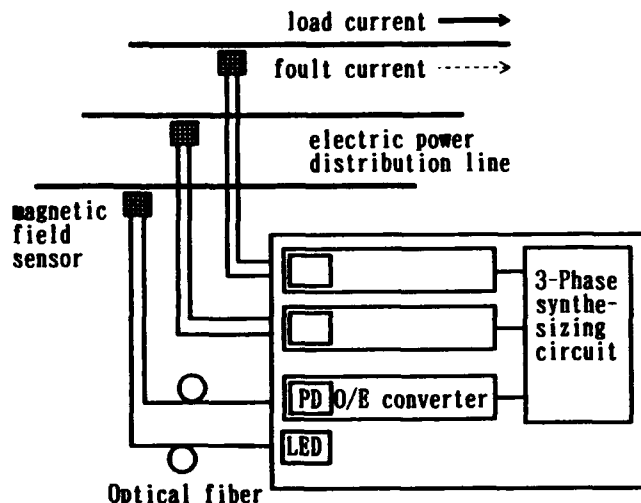 load current
foult current
electric power
distribution line
magnetic
field
sensor
3-Phase
synthe-
sizing
circuit
PD O/E converter
LED
Optical fiber